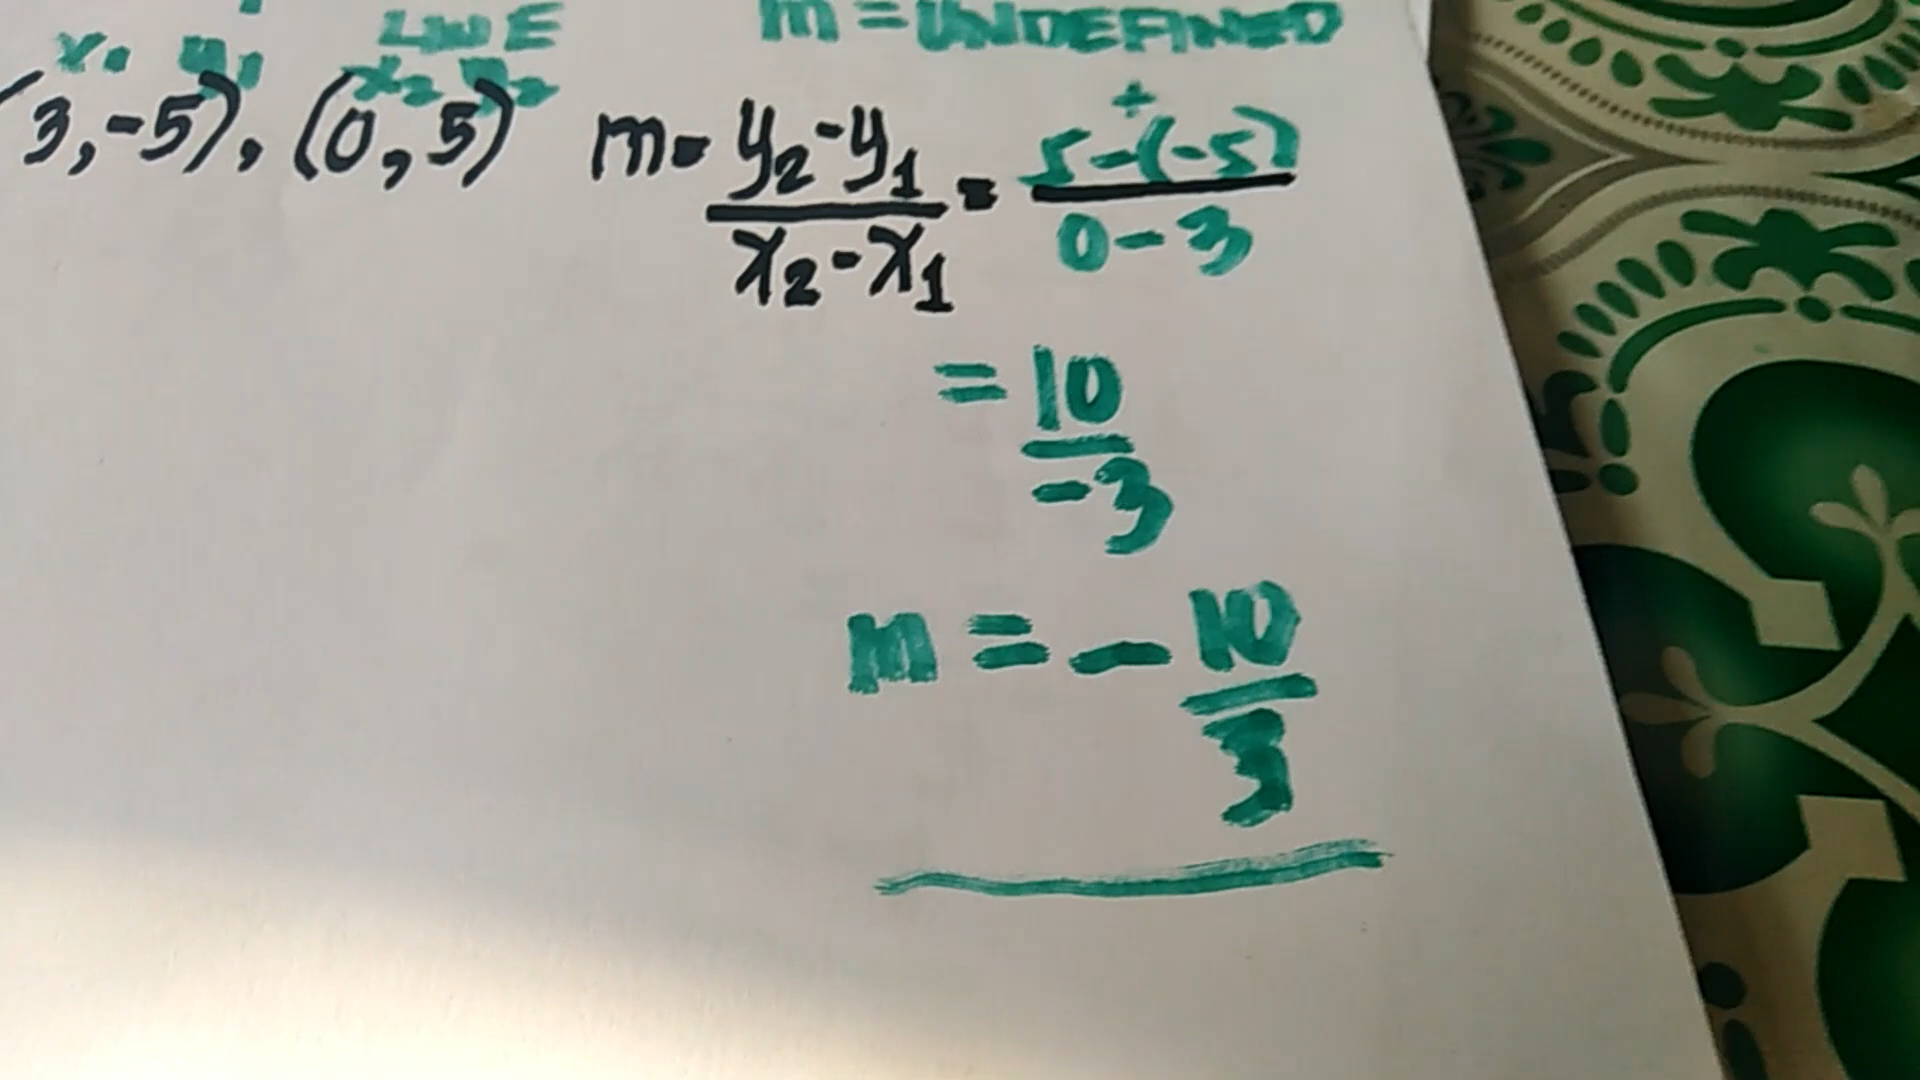 LINE m = UNDEFINED
x1 y1 x2 y2
(3,-5), (0,5) m = y2-y1/x2-x1 = 5-(-5)/0-3
+
= 10/-3
m = -10/3